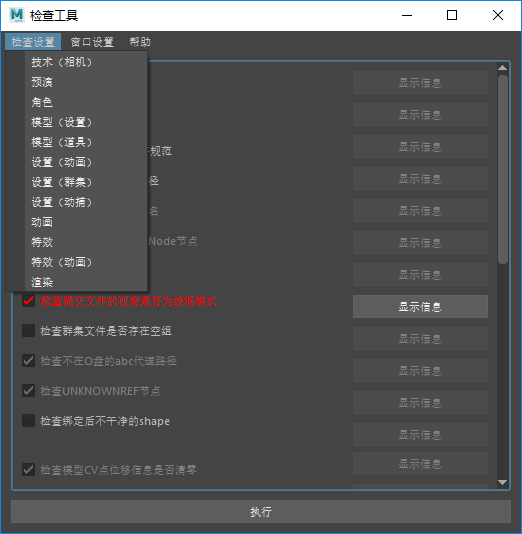 检查工具
检查设置 窗口设置 帮助
技术（相机）
预演
角色
模型（设置）
模型（道具）
设置（动画）
设置（群集）
设置（动捕）
动画
特效
特效（动画）
渲染
显示信息
显示信息
显示信息
规范 显示信息
径 显示信息
名 显示信息
Node节点 显示信息
检查提交文件的视窗是否为线框模式 显示信息
检查群集文件是否存在空组 显示信息
检查不在O盘的abc代理路径 显示信息
检查UNKNOWNREF节点 显示信息
检查绑定后不干净的shape 显示信息
显示信息
检查模型CV点位移信息是否清零 显示信息
执行